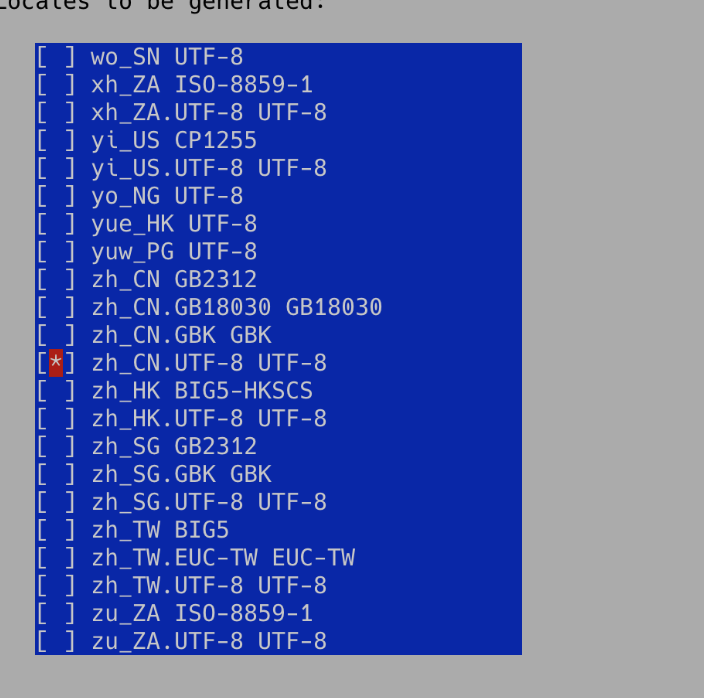 Locales to be generated:
[ ] wo_SN UTF-8
[ ] xh_ZA ISO-8859-1
[ ] xh_ZA.UTF-8 UTF-8
[ ] yi_US CP1255
[ ] yi_US.UTF-8 UTF-8
[ ] yo_NG UTF-8
[ ] yue_HK UTF-8
[ ] yuw_PG UTF-8
[ ] zh_CN GB2312
[ ] zh_CN.GB18030 GB18030
[ ] zh_CN.GBK GBK
[*] zh_CN.UTF-8 UTF-8
[ ] zh_HK BIG5-HKSCS
[ ] zh_HK.UTF-8 UTF-8
[ ] zh_SG GB2312
[ ] zh_SG.GBK GBK
[ ] zh_SG.UTF-8 UTF-8
[ ] zh_TW BIG5
[ ] zh_TW.EUC-TW EUC-TW
[ ] zh_TW.UTF-8 UTF-8
[ ] zu_ZA ISO-8859-1
[ ] zu_ZA.UTF-8 UTF-8